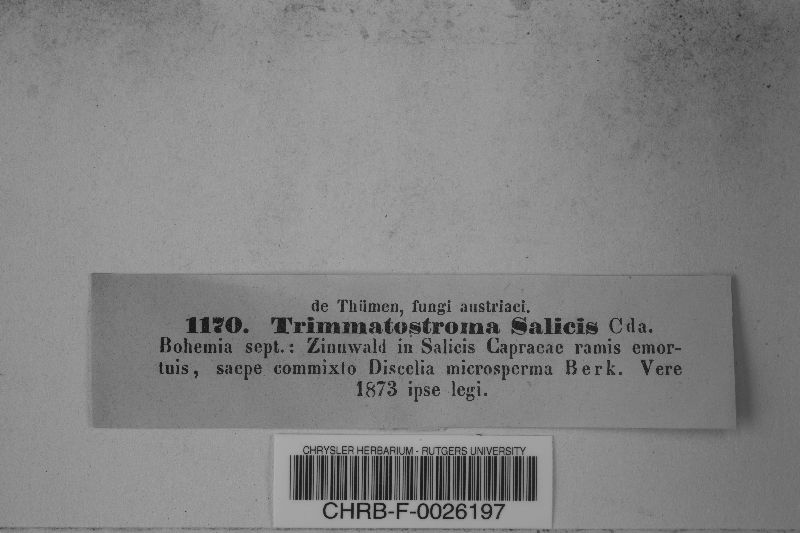 de Thümen, fungi austriaci.
1170. Trimmatostroma Salicis Cda.
Bohemia sept.: Zinnwald in Salicis Capraeae ramis emor-
tuis, saepe commixto Discelia microsperma Berk. Vere
1873 ipse legi.
CHRYSLER HERBARIUM - RUTGERS UNIVERSITY
CHRB-F-0026197